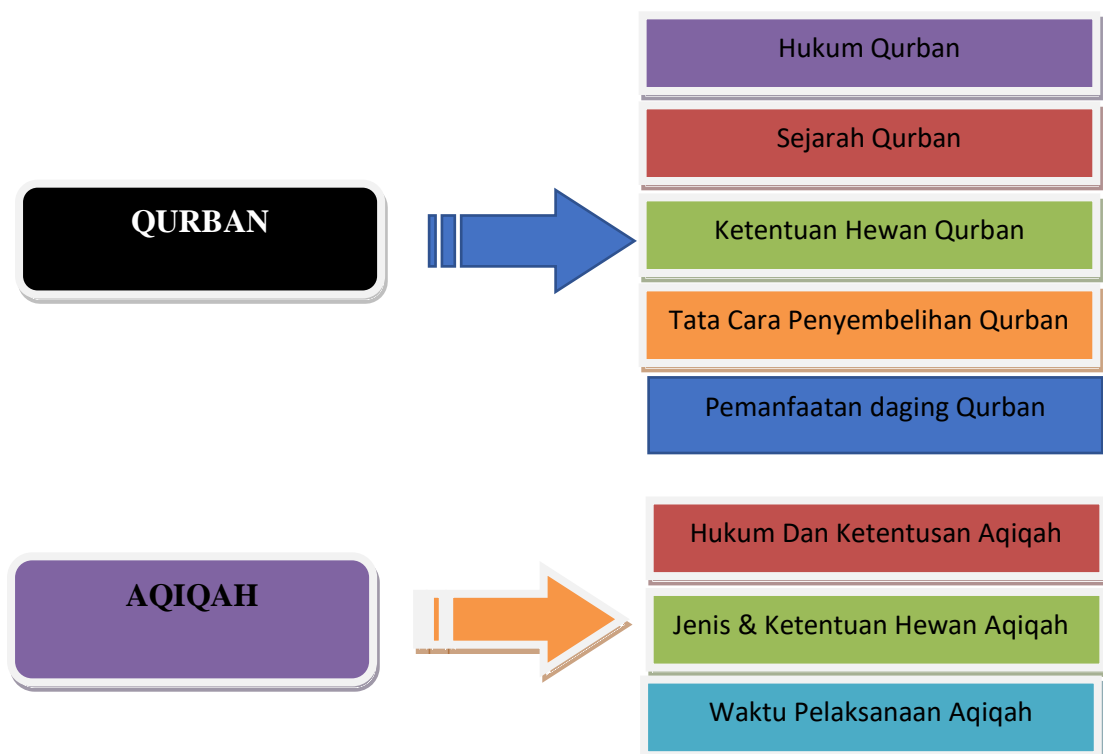 Hukum Qurban
Sejarah Qurban
QURBAN
Ketentuan Hewan Qurban
Tata Cara Penyembelihan Qurban
Pemanfaatan daging Qurban
Hukum Dan Ketentusan Aqiqah
AQIQAH
Jenis & Ketentuan Hewan Aqiqah
Waktu Pelaksanaan Aqiqah